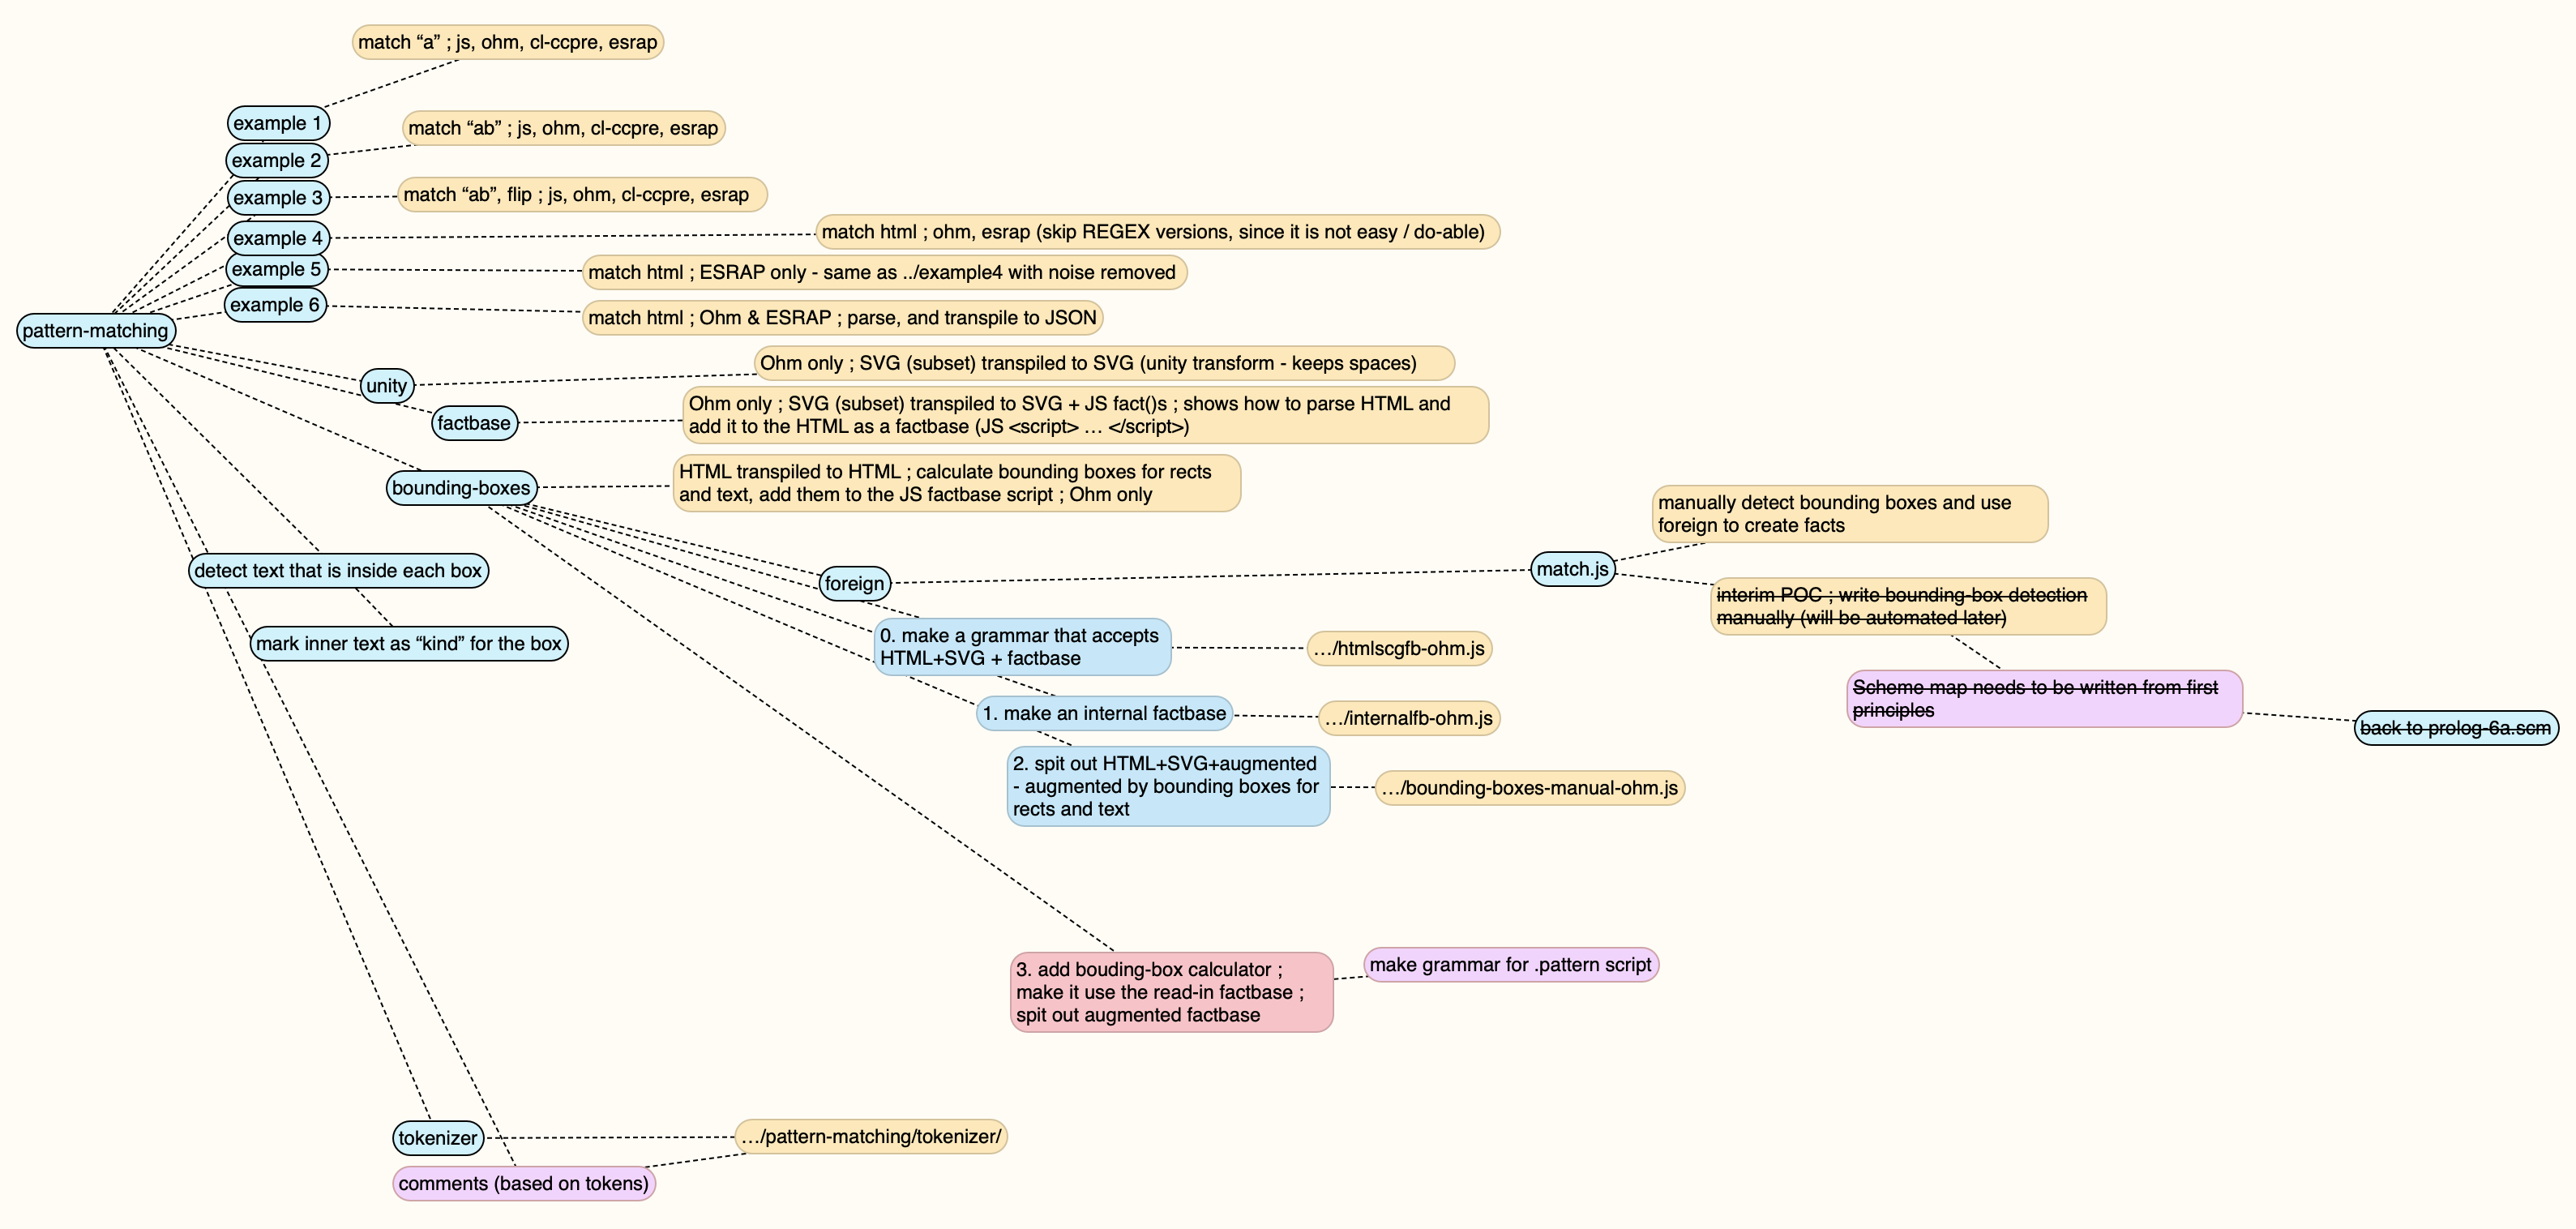 match “a” ; js, ohm, cl-ccpre, esrap
example 1
match “ab” ; js, ohm, cl-ccpre, esrap
example 2
example 3
match “ab”, flip ; js, ohm, cl-ccpre, esrap
example 4
match html ; ohm, esrap (skip REGEX versions, since it is not easy / do-able)
example 5
match html ; ESRAP only - same as ../example4 with noise removed
example 6
match html ; Ohm & ESRAP ; parse, and transpile to JSON
pattern-matching
unity
Ohm only ; SVG (subset) transpiled to SVG (unity transform - keeps spaces)
factbase
Ohm only ; SVG (subset) transpiled to SVG + JS fact()s ; shows how to parse HTML and
add it to the HTML as a factbase (JS <script> … </script>)
bounding-boxes
HTML transpiled to HTML ; calculate bounding boxes for rects
and text, add them to the JS factbase script ; Ohm only
manually detect bounding boxes and use
foreign to create facts
detect text that is inside each box
foreign
match.js
interim POC ; write bounding-box detection
manually (will be automated later)
mark inner text as “kind” for the box
0. make a grammar that accepts
HTML+SVG + factbase
…/htmlscgfb-ohm.js
Scheme map needs to be written from first
principles
back to prolog-6a.scm
1. make an internal factbase
…/internalfb-ohm.js
2. spit out HTML+SVG+augmented
- augmented by bounding boxes for
rects and text
…/bounding-boxes-manual-ohm.js
3. add bouding-box calculator ;
make it use the read-in factbase ;
spit out augmented factbase
make grammar for .pattern script
tokenizer
…/pattern-matching/tokenizer/
comments (based on tokens)